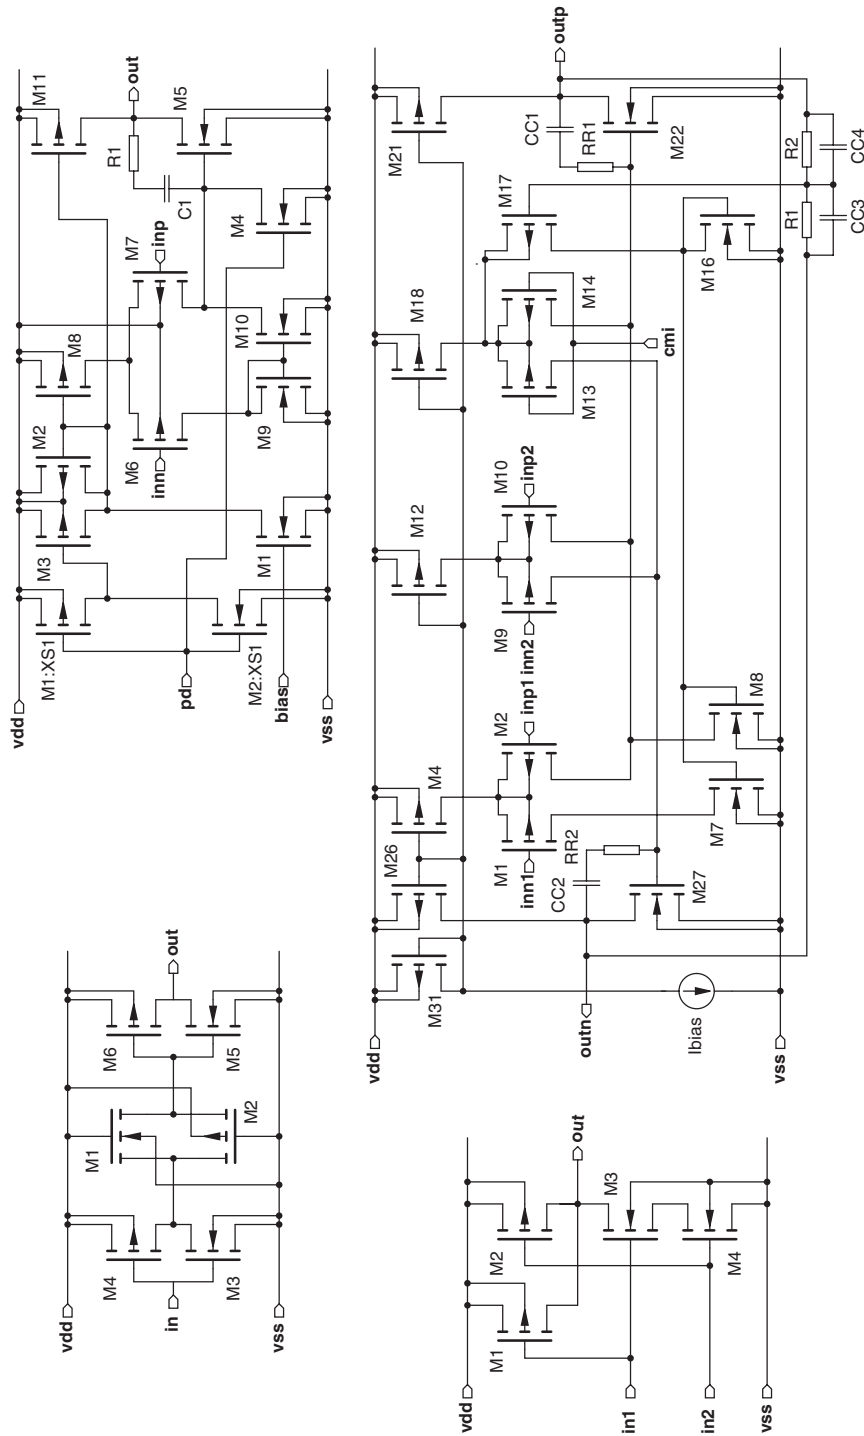 vdd
in
vss
M4
M3
M1
M2
M6
M5
out
vdd
pd
bias
vss
M1:XS1
M2:XS1
M3
M2
M1
M8
M6
inn
M7
inp
M9
M10
M4
C1
R1
M11
M5
out
vdd
in1
in2
vss
M1
M2
M3
M4
out
vdd
outn
vss
M31
Ibias
M26
M27
CC2
RR2
M4
M1
inn1
M2
inp1
M7
M8
M12
M9
inn2
M10
inp2
M18
M13
M14
cmi
M17
M16
M21
CC1
RR1
M22
outp
R1
R2
CC3
CC4